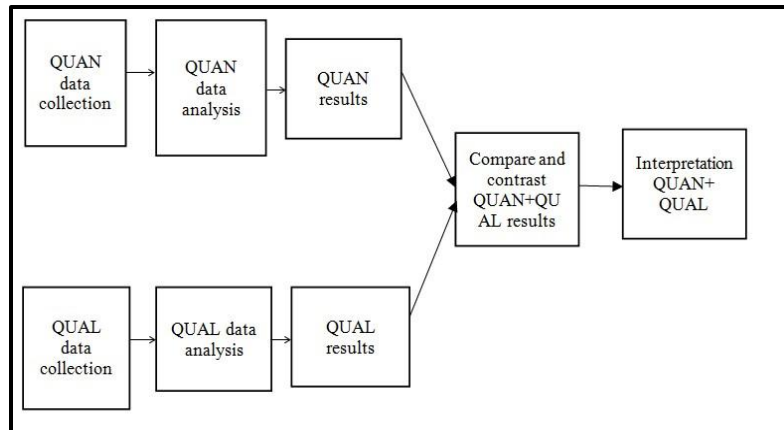 QUAN
data
collection
QUAN
data
analysis
QUAN
results
Compare and
contrast
QUAN+QU
AL results
Interpretation
QUAN+
QUAL
QUAL
data
collection
QUAL data
analysis
QUAL
results